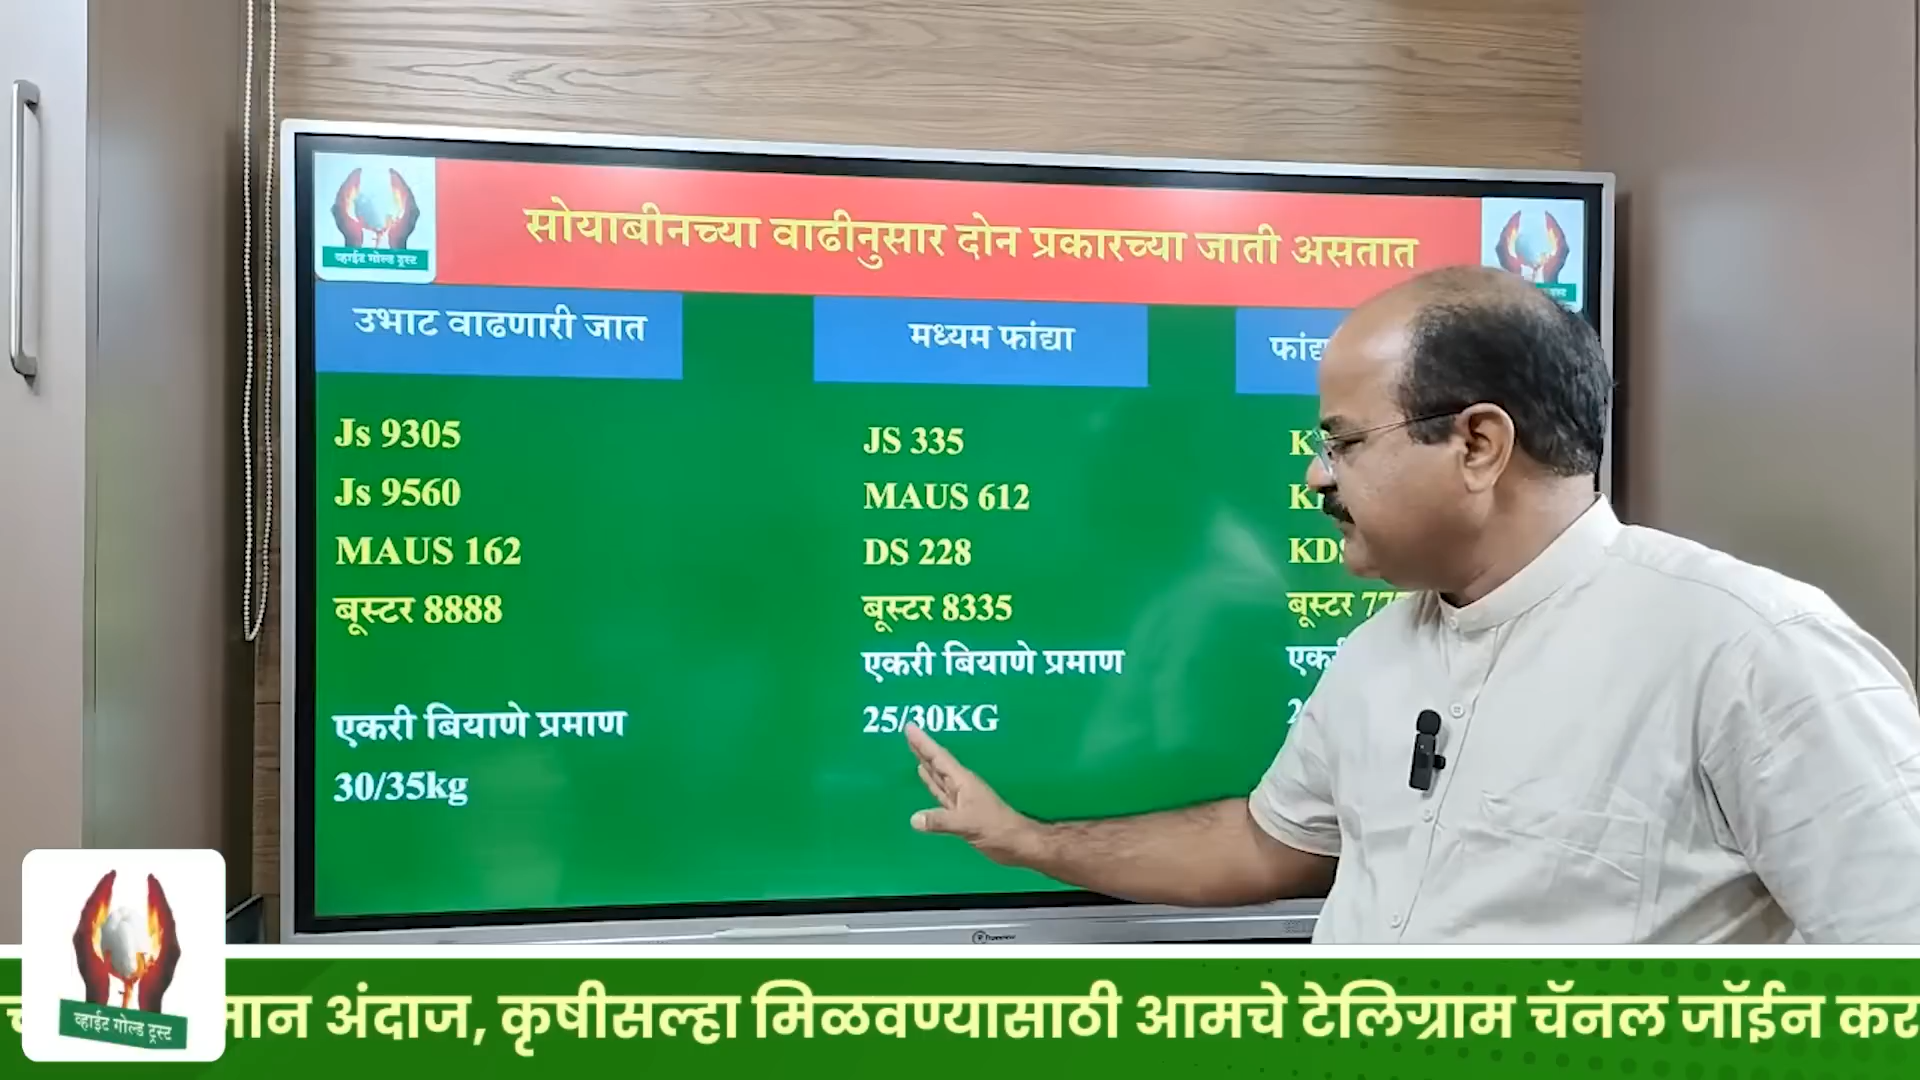 सोयाबीनच्या वाढीनुसार दोन प्रकारच्या जाती असतात
व्हाईट गोल्ड ट्रस्ट
उभाट वाढणारी जात
Js 9305
Js 9560
MAUS 162
बूस्टर 8888
एकरी बियाणे प्रमाण
30/35kg
मध्यम फांद्या
JS 335
MAUS 612
DS 228
बूस्टर 8335
एकरी बियाणे प्रमाण
25/30KG
बूस्टर
व्हाईट गोल्ड ट्रस्ट
अंदाज, कृषीसल्हा मिळवण्यासाठी आमचे टेलिग्राम चॅनल जॉईन